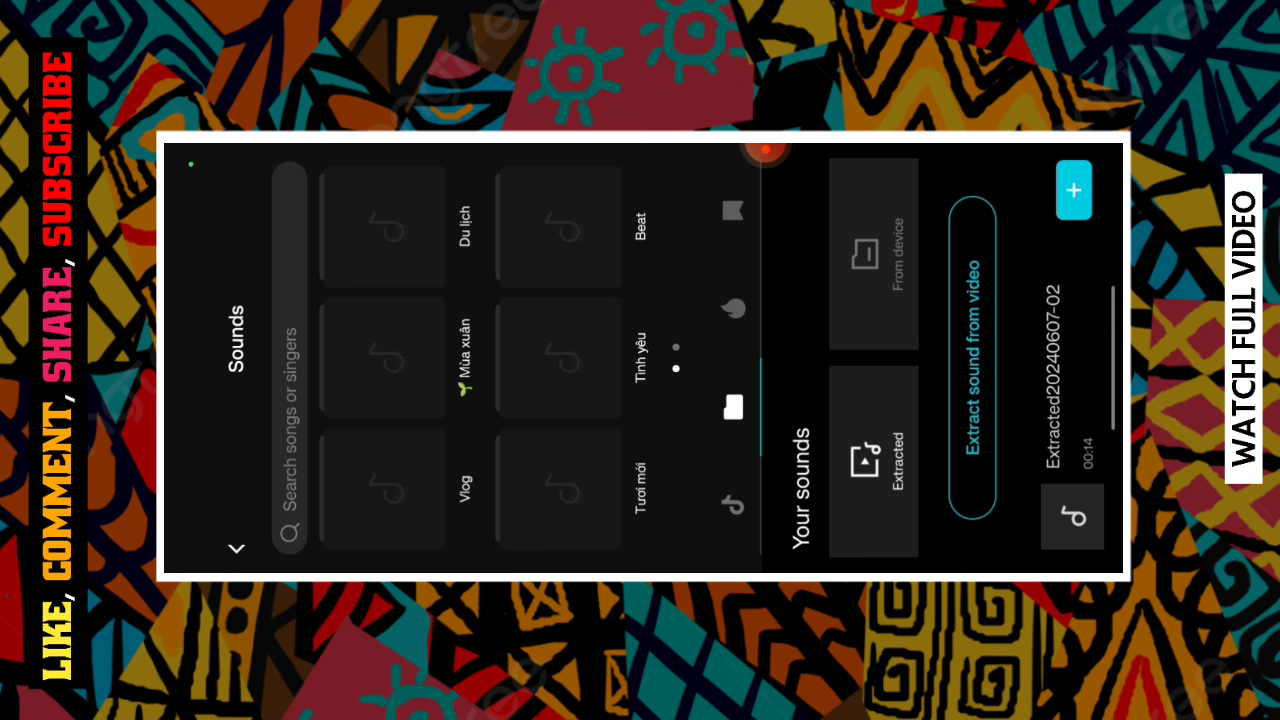 LIKE, COMMENT, SHARE, SUBSCRIBE
Sounds
Search songs or singers
Vlog
🌱 Mùa xuân
Du lịch
Tươi mới
Tình yêu
Beat
Your sounds
Extracted
From device
Extract sound from video
Extracted20240607-02
00:14
+
WATCH FULL VIDEO